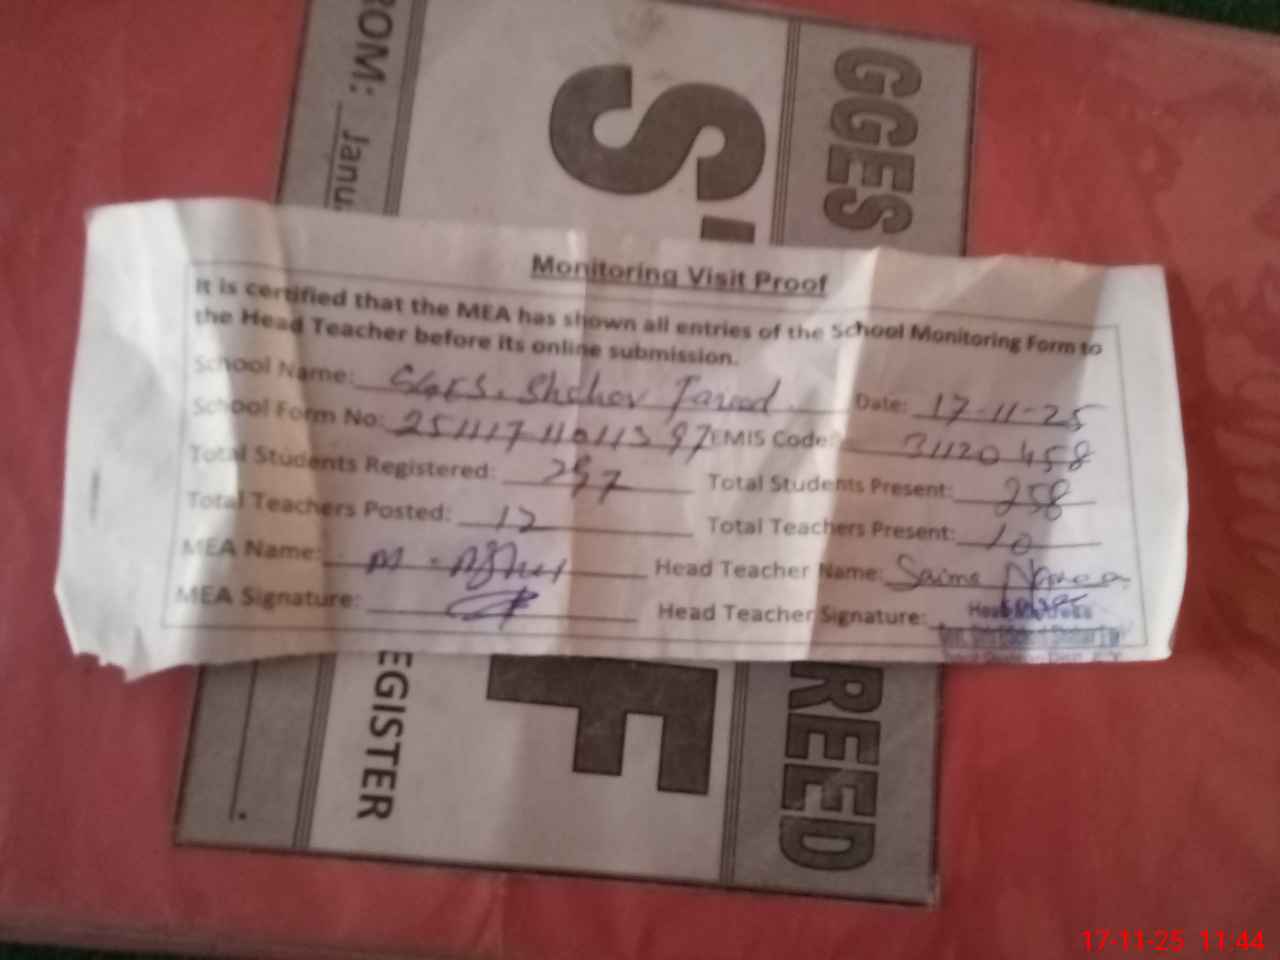 ROM: Janu
S'
GGES
Monitoring Visit Proof
It is certified that the MEA has shown all entries of the School Monitoring Form to
the Head Teacher before its online submission.
School Name: GGES. Shehar Fareed Date: 17-11-25
School Form No: EMIS Code: 31120458
Total Students Registered: 297 Total Students Present: 258
Total Teachers Posted: 12 Total Teachers Present: 10
MEA Name: M. Head Teacher Name: Saima
MEA Signature: Head Teacher Signature:
EGISTER
F
REED
17-11-25 11:44